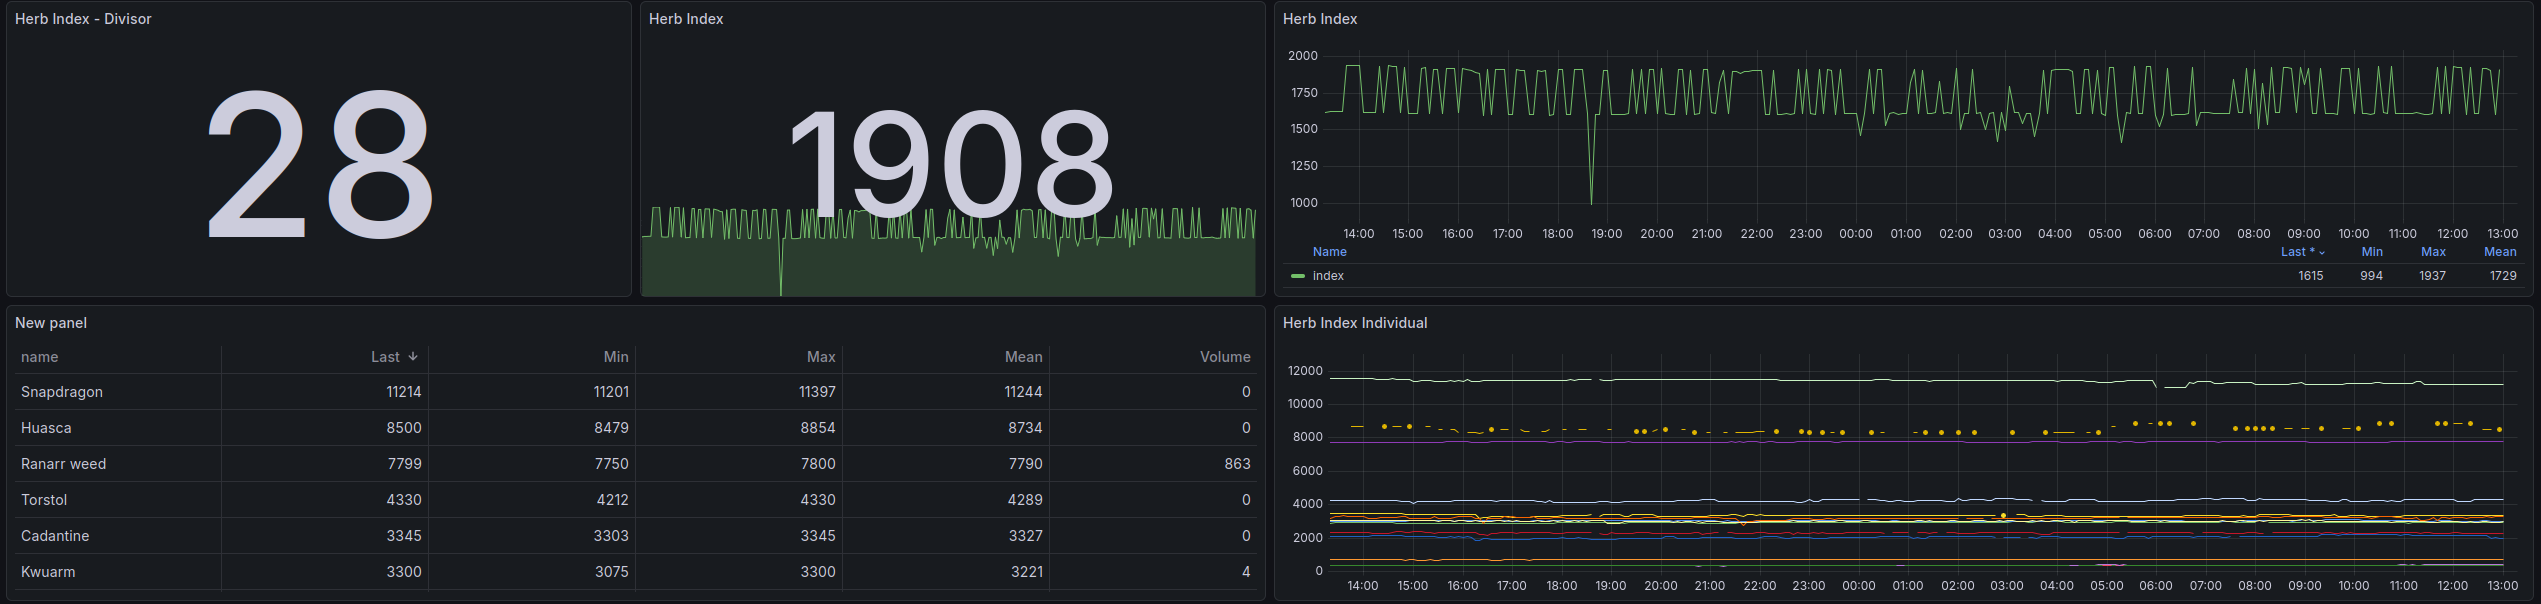 Herb Index - Divisor
28
Herb Index
1908
Herb Index
2000
1750
1500
1250
1000
14:00 15:00 16:00 17:00 18:00 19:00 20:00 21:00 22:00 23:00 00:00 01:00 02:00 03:00 04:00 05:00 06:00 07:00 08:00 09:00 10:00 11:00 12:00 13:00
Name Last * Min Max Mean
index 1615 994 1937 1729
New panel
name Last Min Max Mean Volume
Snapdragon 11214 11201 11397 11244 0
Huasca 8500 8479 8854 8734 0
Ranarr weed 7799 7750 7800 7790 863
Torstol 4330 4212 4330 4289 0
Cadantine 3345 3303 3345 3327 0
Kwuarm 3300 3075 3300 3221 4
Herb Index Individual
12000
10000
8000
6000
4000
2000
0
14:00 15:00 16:00 17:00 18:00 19:00 20:00 21:00 22:00 23:00 00:00 01:00 02:00 03:00 04:00 05:00 06:00 07:00 08:00 09:00 10:00 11:00 12:00 13:00